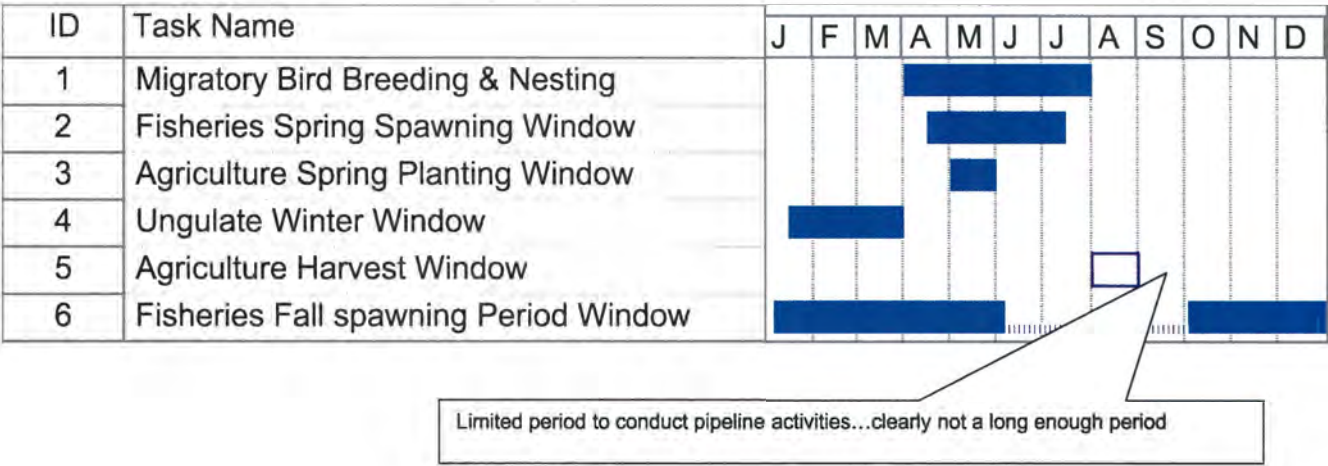 ID Task Name J F M A M J J A S O N D
1 Migratory Bird Breeding & Nesting
2 Fisheries Spring Spawning Window
3 Agriculture Spring Planting Window
4 Ungulate Winter Window
5 Agriculture Harvest Window
6 Fisheries Fall spawning Period Window
Limited period to conduct pipeline activities...clearly not a long enough period